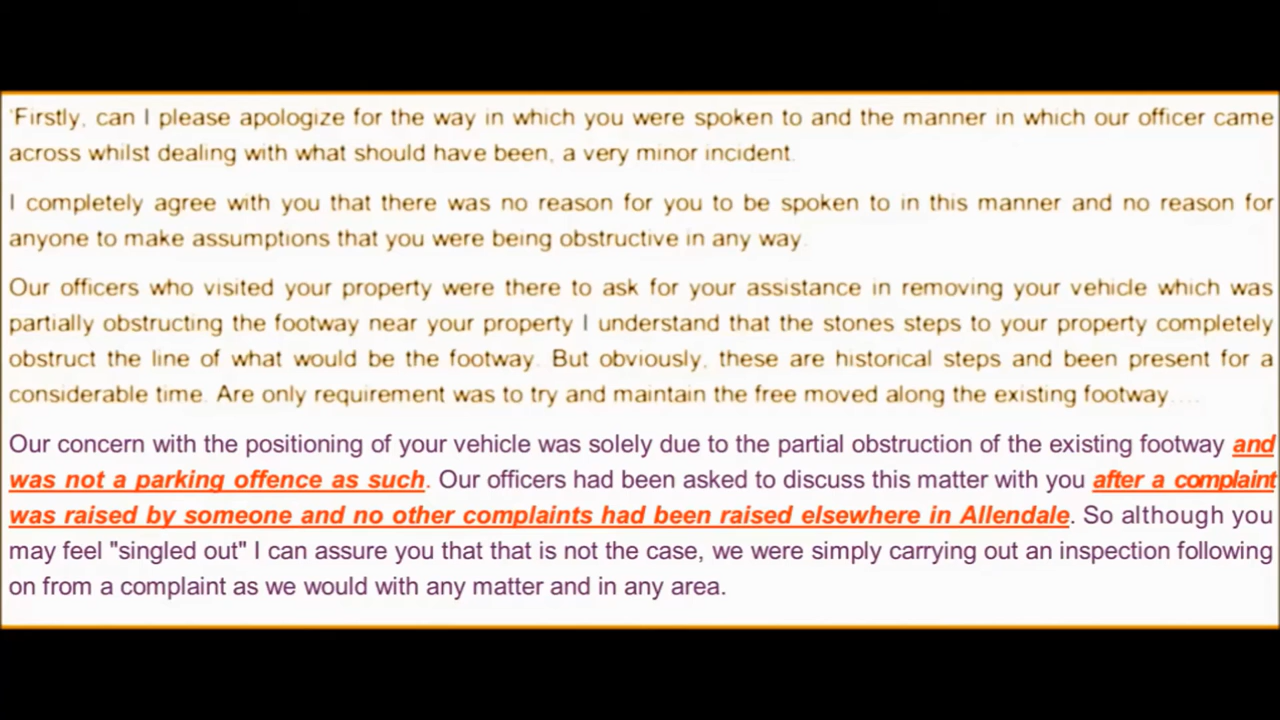 'Firstly, can I please apologize for the way in which you were spoken to and the manner in which our officer came
across whilst dealing with what should have been, a very minor incident.
I completely agree with you that there was no reason for you to be spoken to in this manner and no reason for
anyone to make assumptions that you were being obstructive in any way.
Our officers who visited your property were there to ask for your assistance in removing your vehicle which was
partially obstructing the footway near your property I understand that the stones steps to your property completely
obstruct the line of what would be the footway. But obviously, these are historical steps and been present for a
considerable time. Are only requirement was to try and maintain the free moved along the existing footway....
Our concern with the positioning of your vehicle was solely due to the partial obstruction of the existing footway and
was not a parking offence as such. Our officers had been asked to discuss this matter with you after a complaint
was raised by someone and no other complaints had been raised elsewhere in Allendale. So although you
may feel "singled out" I can assure you that that is not the case, we were simply carrying out an inspection following
on from a complaint as we would with any matter and in any area.